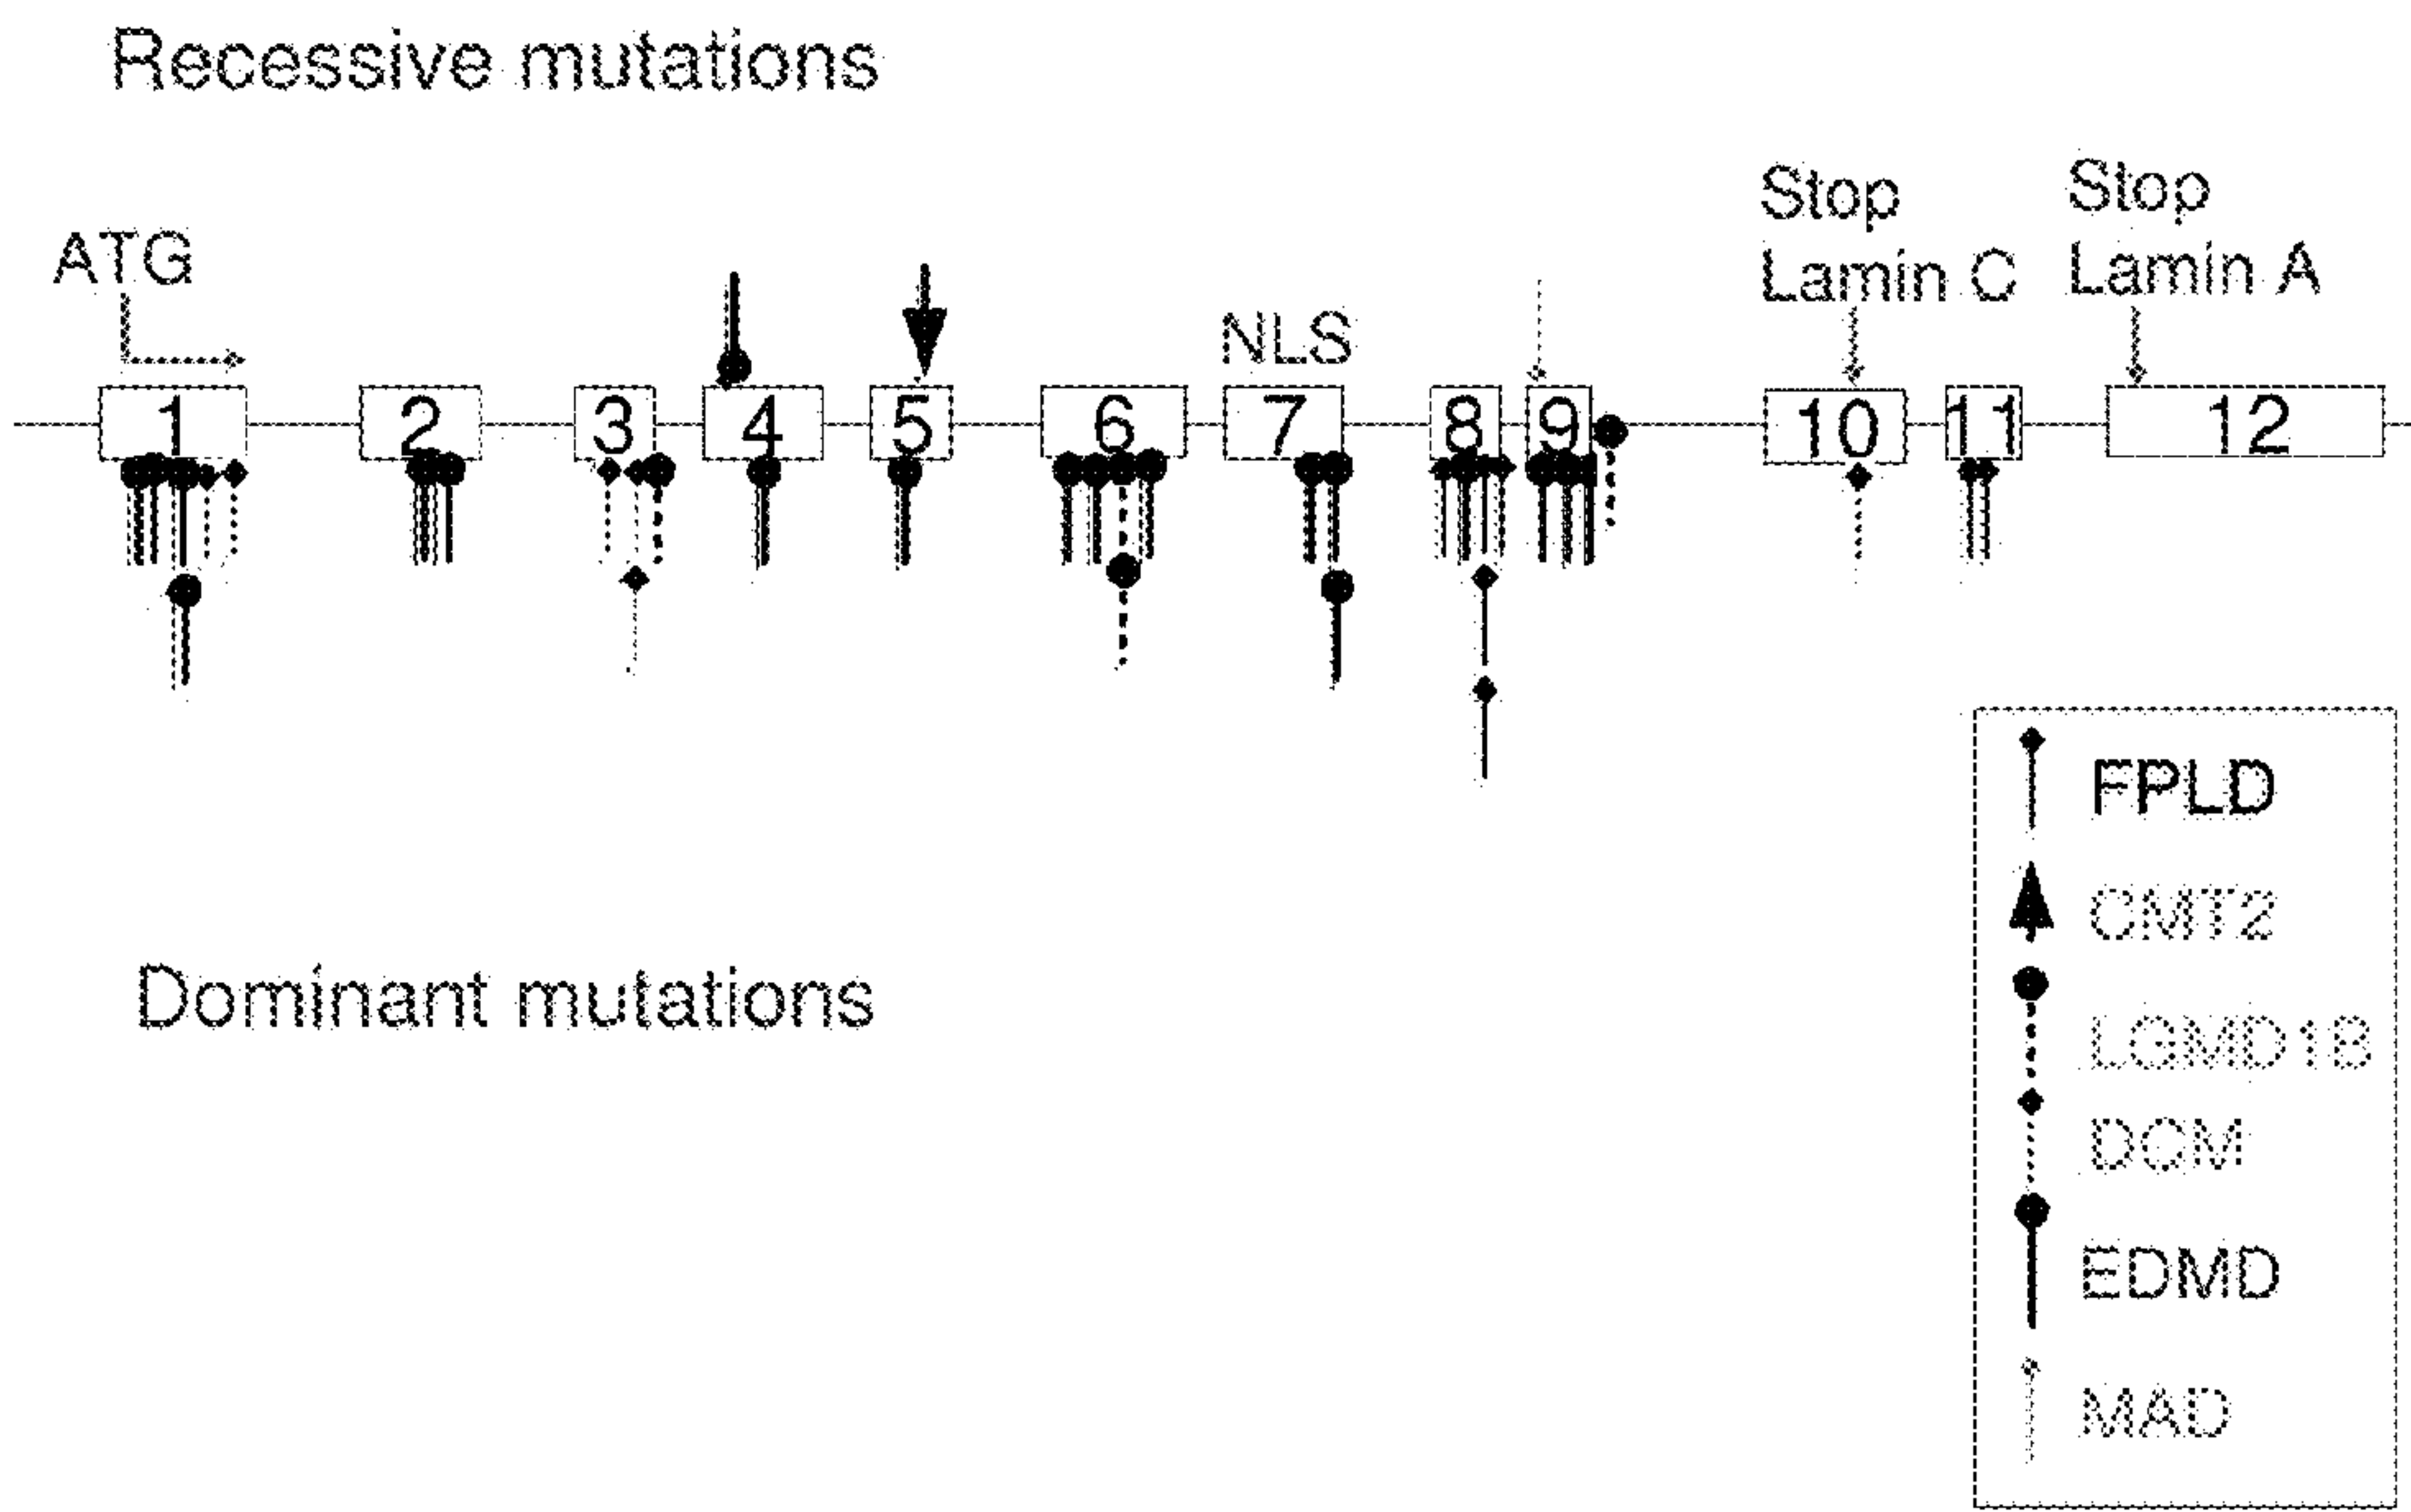 Recessive mutations
ATG
NLS
Stop
Lamin C
Stop
Lamin A
1 2 3 4 5 6 7 8 9 10 11 12
Dominant mutations
FPLD
CMT2
LGMD1B
DCM
EDMD
MAD